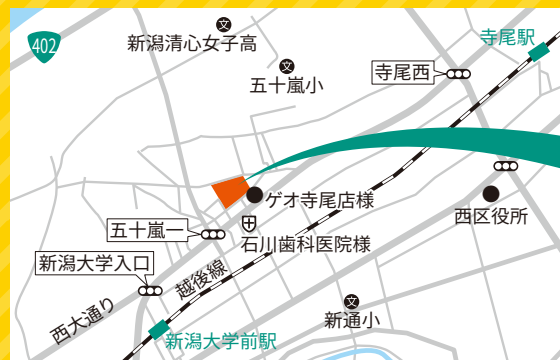 402
文
新潟清心女子高
文
五十嵐小
寺尾駅
寺尾西
ゲオ寺尾店様
西区役所
五十嵐一
石川歯科医院様
新潟大学入口
越後線
西大通り
文
新通小
新潟大学前駅